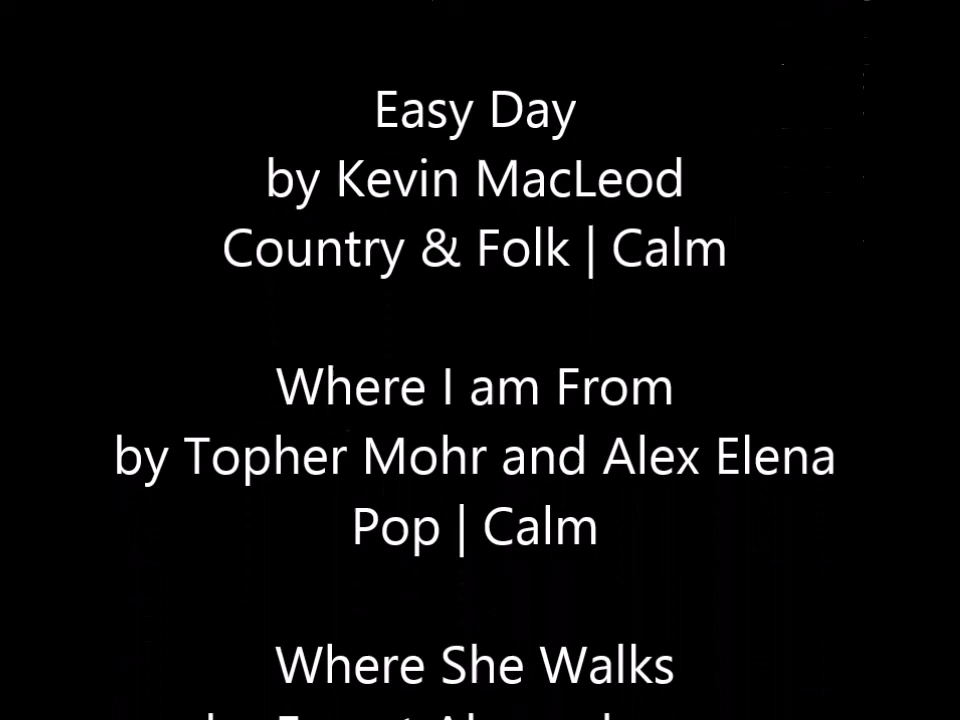 Easy Day
by Kevin MacLeod
Country & Folk | Calm
Where I am From
by Topher Mohr and Alex Elena
Pop | Calm
Where She Walks